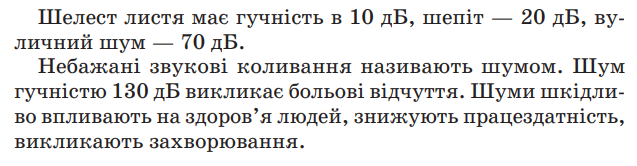 Шелест листя має гучність в 10 дБ, шепіт — 20 дБ, ву-
личний шум — 70 дБ.
Небажані звукові коливання називають шумом. Шум
гучністю 130 дБ викликає больові відчуття. Шуми шкідли-
во впливають на здоров’я людей, знижують працездатність,
викликають захворювання.